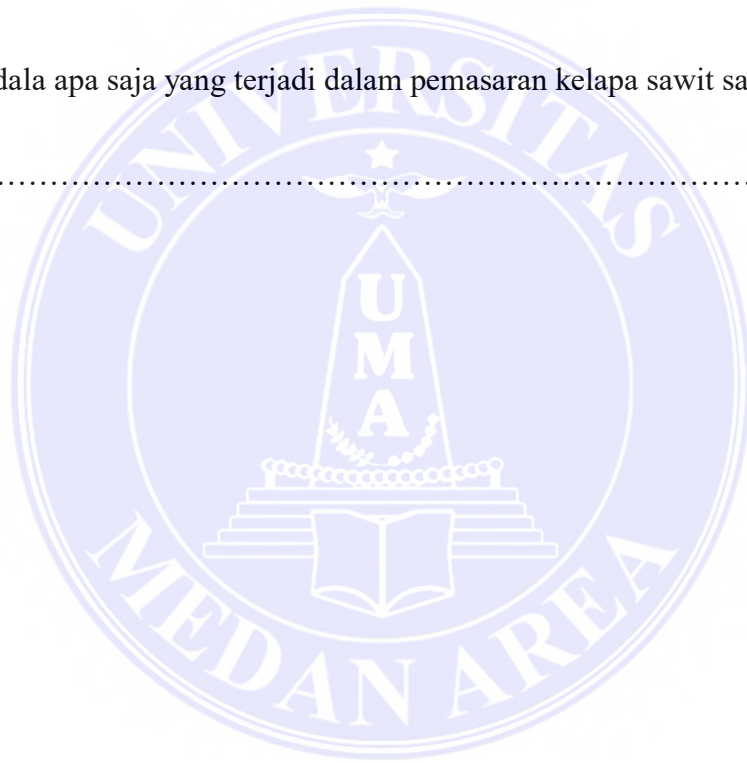 dala apa saja yang terjadi dalam pemasaran kelapa sawit sa
……………………………………………………………………
UNIVERSITAS
U
M
A
MEDAN AREA